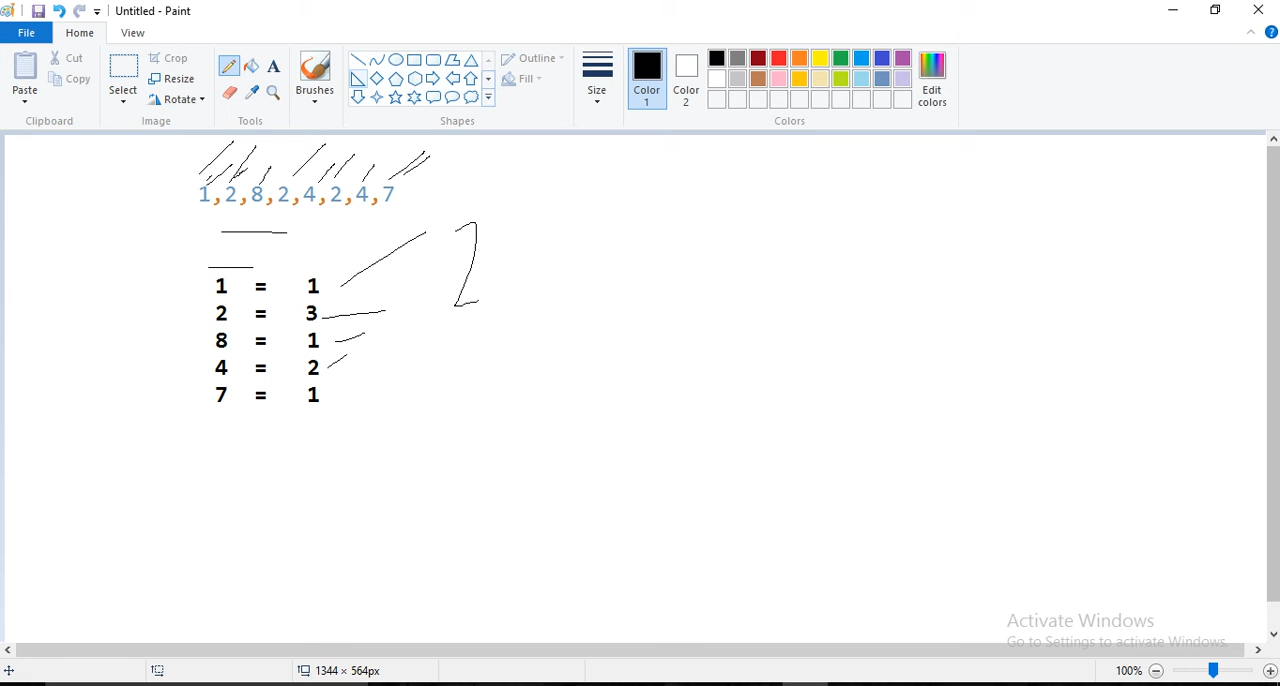 Untitled - Paint
File Home View
Paste
Cut
Copy
Clipboard
Select
Crop
Resize
Rotate
Image
A
Tools
Brushes
Outline
Fill
Shapes
Size
Color 1
Color 2
Edit colors
Colors
1,2,8,2,4,2,4,7
1 = 1
2 = 3
8 = 1
4 = 2
7 = 1
Activate Windows
Go to Settings to activate Windows.
1344 × 564px
100%